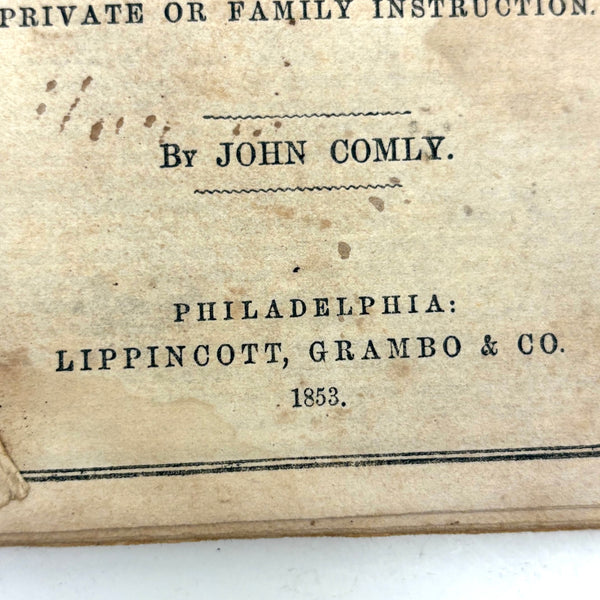 PRIVATE OR FAMILY INSTRUCTION.
By JOHN COMLY.
PHILADELPHIA:
LIPPINCOTT, GRAMBO & CO.
1853.